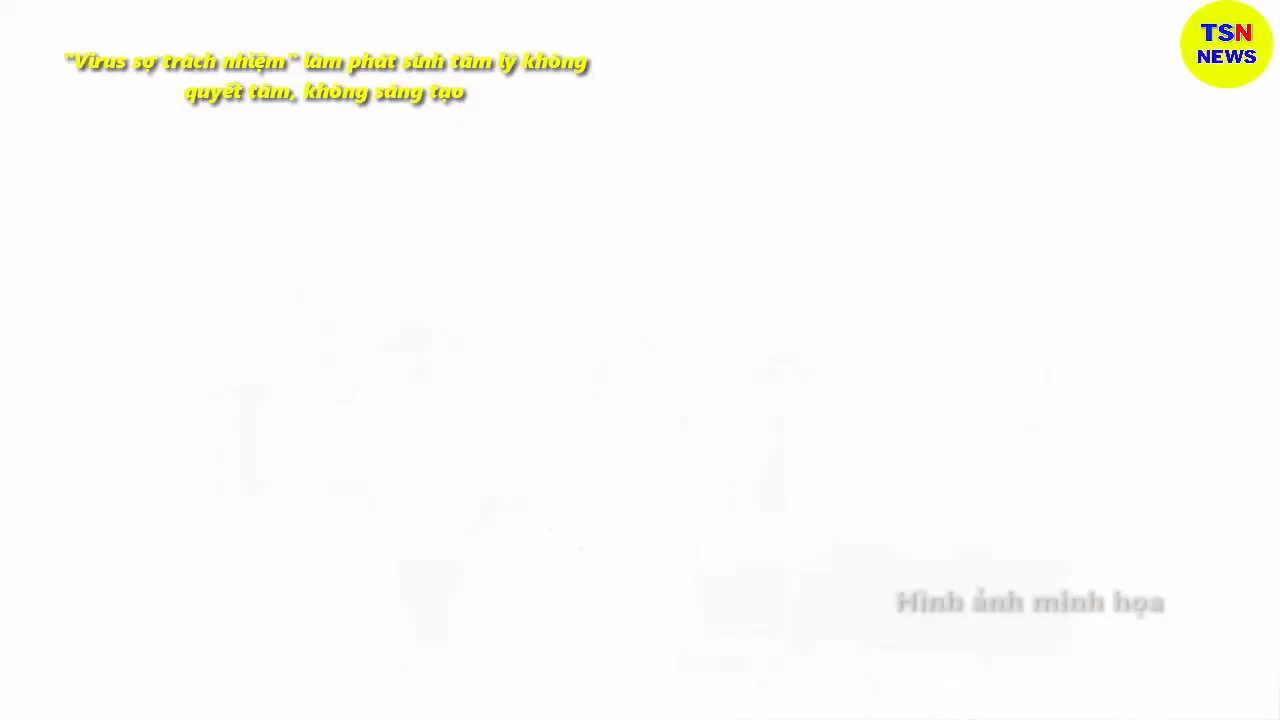 "Virus sợ trách nhiệm" làm phát sinh tâm lý không
quyết tâm, không sáng tạo
TSN
NEWS
Hình ảnh minh họa